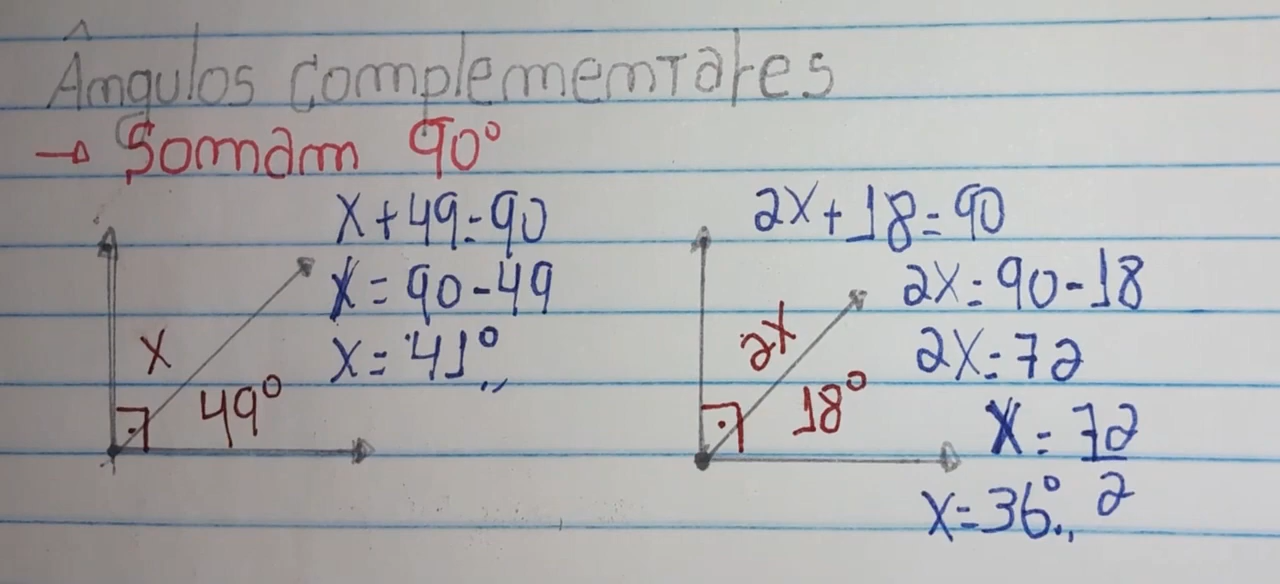 Ângulos complementares
→ Somam 90°
x+49=90
x=90-49
x=41°,,
x
49°
2x+18=90
2x=90-18
2x=72
x=72
2
x=36°.,
2x
18°